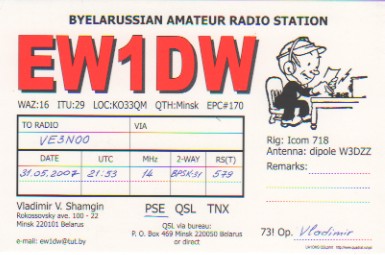 BYELARUSSIAN AMATEUR RADIO STATION
EW1DW
WAZ:16 ITU:29 LOC:KO33QM QTH:Minsk EPC#170
TO RADIO VIA
VE3NOO
DATE UTC MHz 2-WAY RS(T)
31.05.2007 21:53 14 BPSK31 579
Rig: Icom 718
Antenna: dipole W3DZZ
Remarks:
Vladimir V. Shamgin
Rokossovsky ave. 100 - 22
Minsk 220101 Belarus
e-mail: ew1dw@tut.by
PSE QSL TNX
QSL via bureau:
P. O. Box 469 Minsk 220050 Belarus
or direct
73! Op. Vladimir